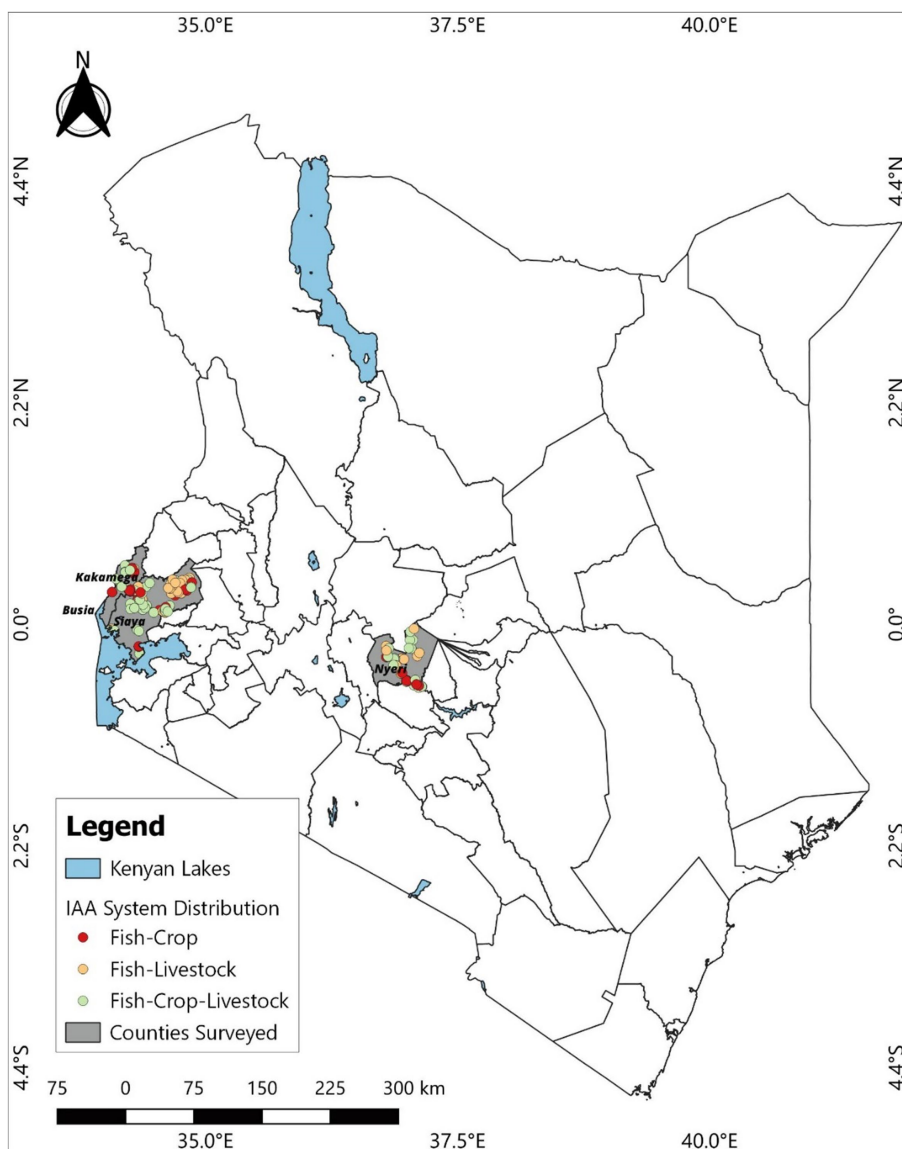 35.0°E 37.5°E 40.0°E
N
4.4°N 4.4°N
2.2°N 2.2°N
Kakamega
Busia
Siaya
0.0° 0.0°
Nyeri
2.2°S 2.2°S
Legend
Kenyan Lakes
IAA System Distribution
Fish-Crop
Fish-Livestock
Fish-Crop-Livestock
Counties Surveyed
4.4°S 4.4°S
75 0 75 150 225 300 km
35.0°E 37.5°E 40.0°E